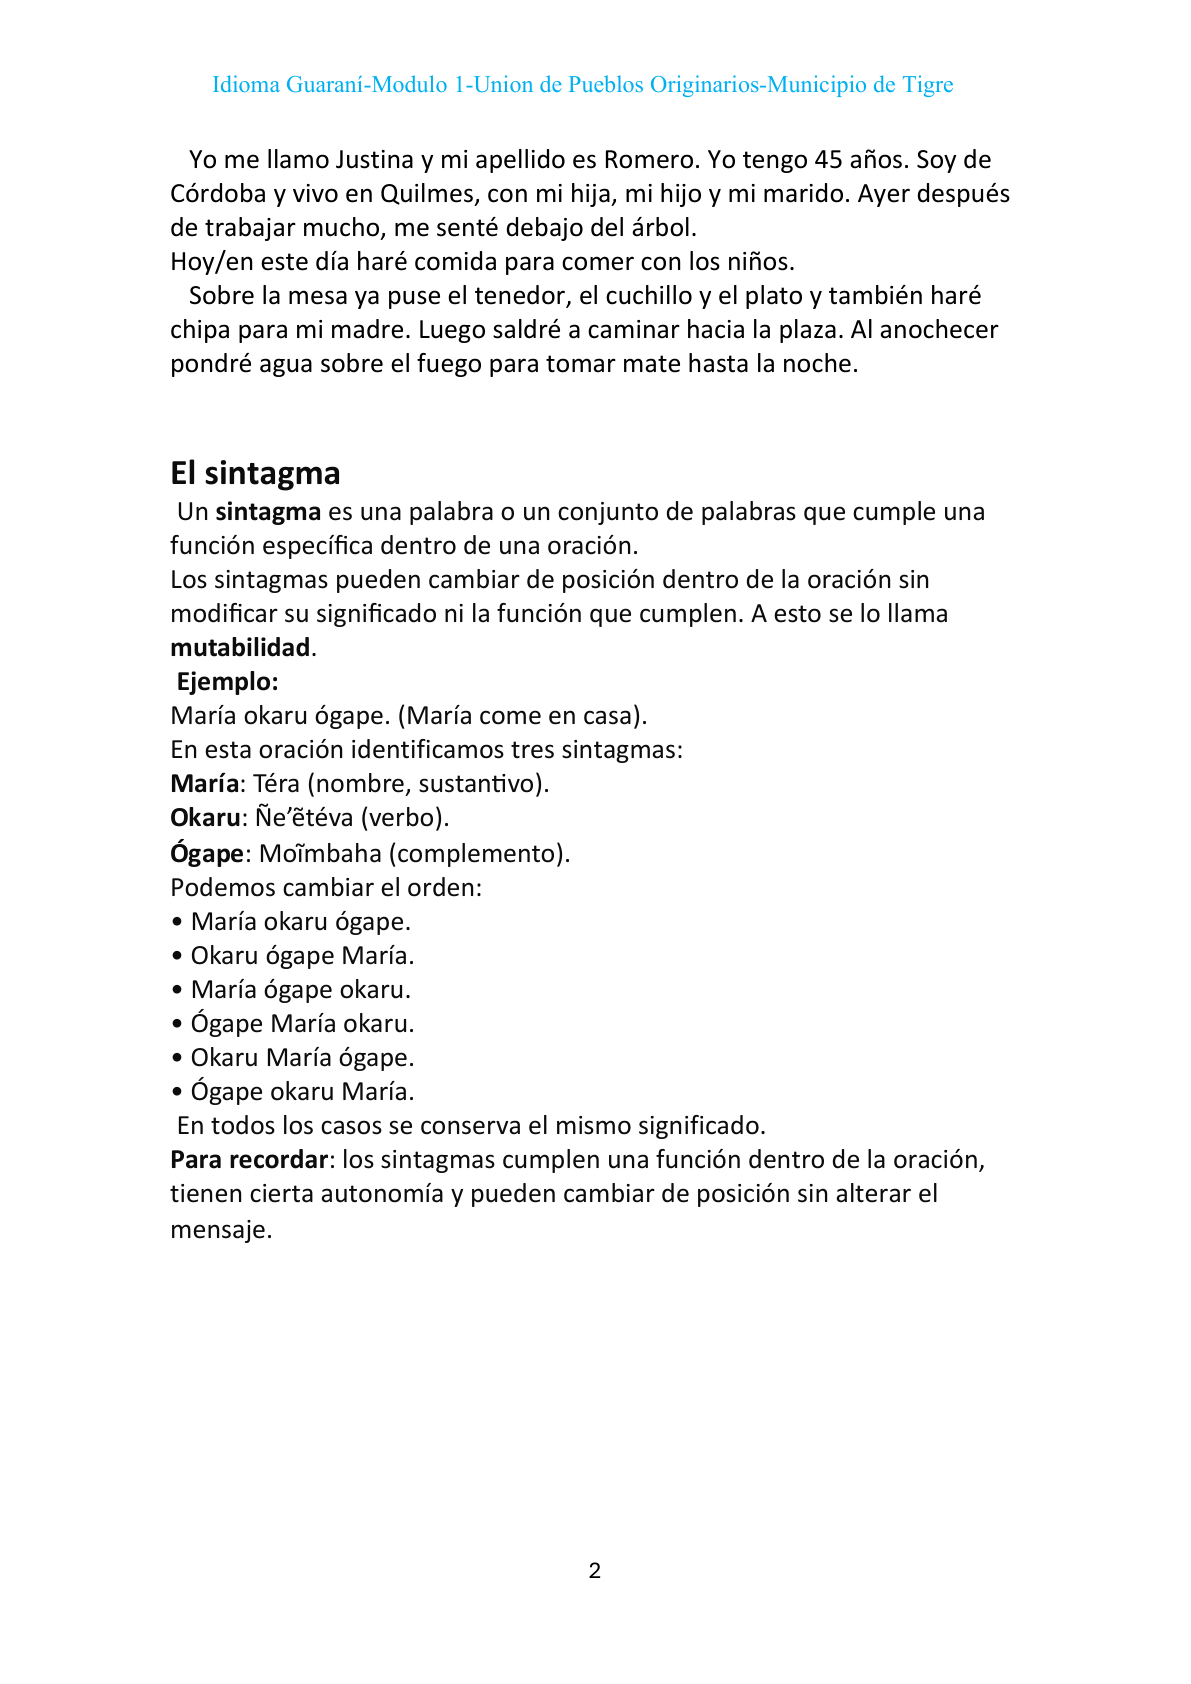 Idioma Guaraní-Modulo 1-Union de Pueblos Originarios-Municipio de Tigre
Yo me llamo Justina y mi apellido es Romero. Yo tengo 45 años. Soy de
Córdoba y vivo en Quilmes, con mi hija, mi hijo y mi marido. Ayer después
de trabajar mucho, me senté debajo del árbol.
Hoy/en este día haré comida para comer con los niños.
Sobre la mesa ya puse el tenedor, el cuchillo y el plato y también haré
chipa para mi madre. Luego saldré a caminar hacia la plaza. Al anochecer
pondré agua sobre el fuego para tomar mate hasta la noche.
El sintagma
Un sintagma es una palabra o un conjunto de palabras que cumple una
función específica dentro de una oración.
Los sintagmas pueden cambiar de posición dentro de la oración sin
modificar su significado ni la función que cumplen. A esto se lo llama
mutabilidad.
Ejemplo:
María okaru ógape. (María come en casa).
En esta oración identificamos tres sintagmas:
María: Téra (nombre, sustantivo).
Okaru: Ñe’ẽtéva (verbo).
Ógape: Moĩmbaha (complemento).
Podemos cambiar el orden:
• María okaru ógape.
• Okaru ógape María.
• María ógape okaru.
• Ógape María okaru.
• Okaru María ógape.
• Ógape okaru María.
En todos los casos se conserva el mismo significado.
Para recordar: los sintagmas cumplen una función dentro de la oración,
tienen cierta autonomía y pueden cambiar de posición sin alterar el
mensaje.
2